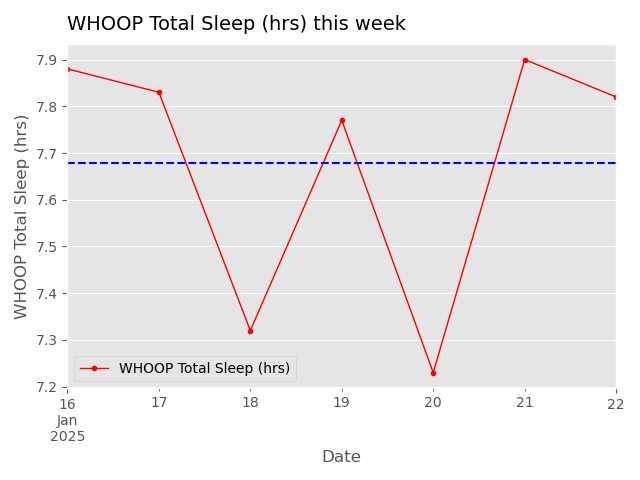 WHOOP Total Sleep (hrs) this week
WHOOP Total Sleep (hrs)
7.9
7.8
7.7
7.6
7.5
7.4
7.3
7.2
WHOOP Total Sleep (hrs)
16 17 18 19 20 21 22
Jan
2025
Date